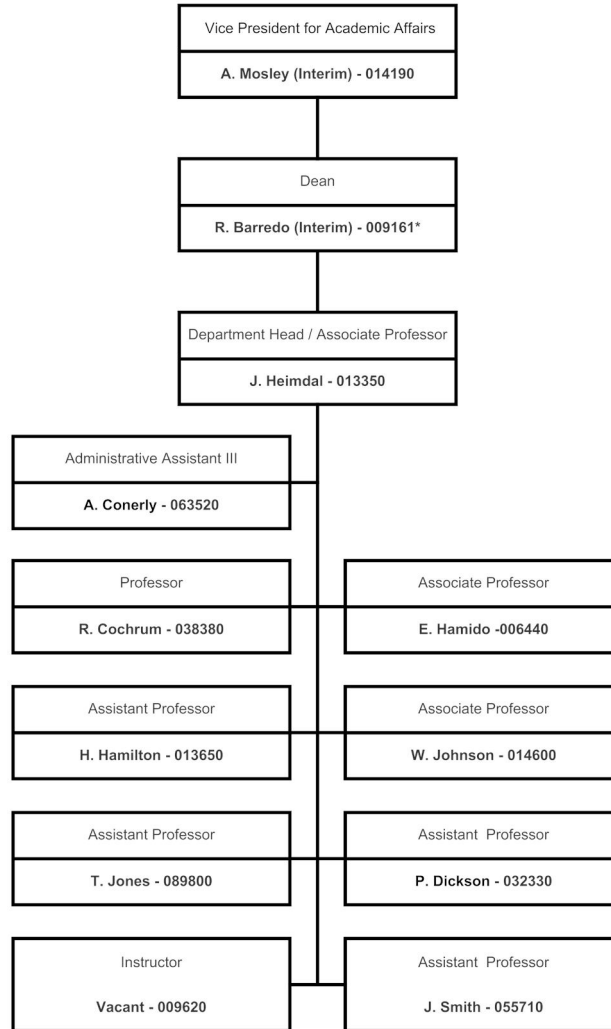 Vice President for Academic Affairs
A. Mosley (Interim) - 014190
Dean
R. Barredo (Interim) - 009161*
Department Head / Associate Professor
J. Heimdal - 013350
Administrative Assistant III
A. Conerly - 063520
Professor
R. Cochrum - 038380
Associate Professor
E. Hamido -006440
Assistant Professor
H. Hamilton - 013650
Associate Professor
W. Johnson - 014600
Assistant Professor
T. Jones - 089800
Assistant  Professor
P. Dickson - 032330
Instructor
Vacant - 009620
Assistant  Professor
J. Smith - 055710